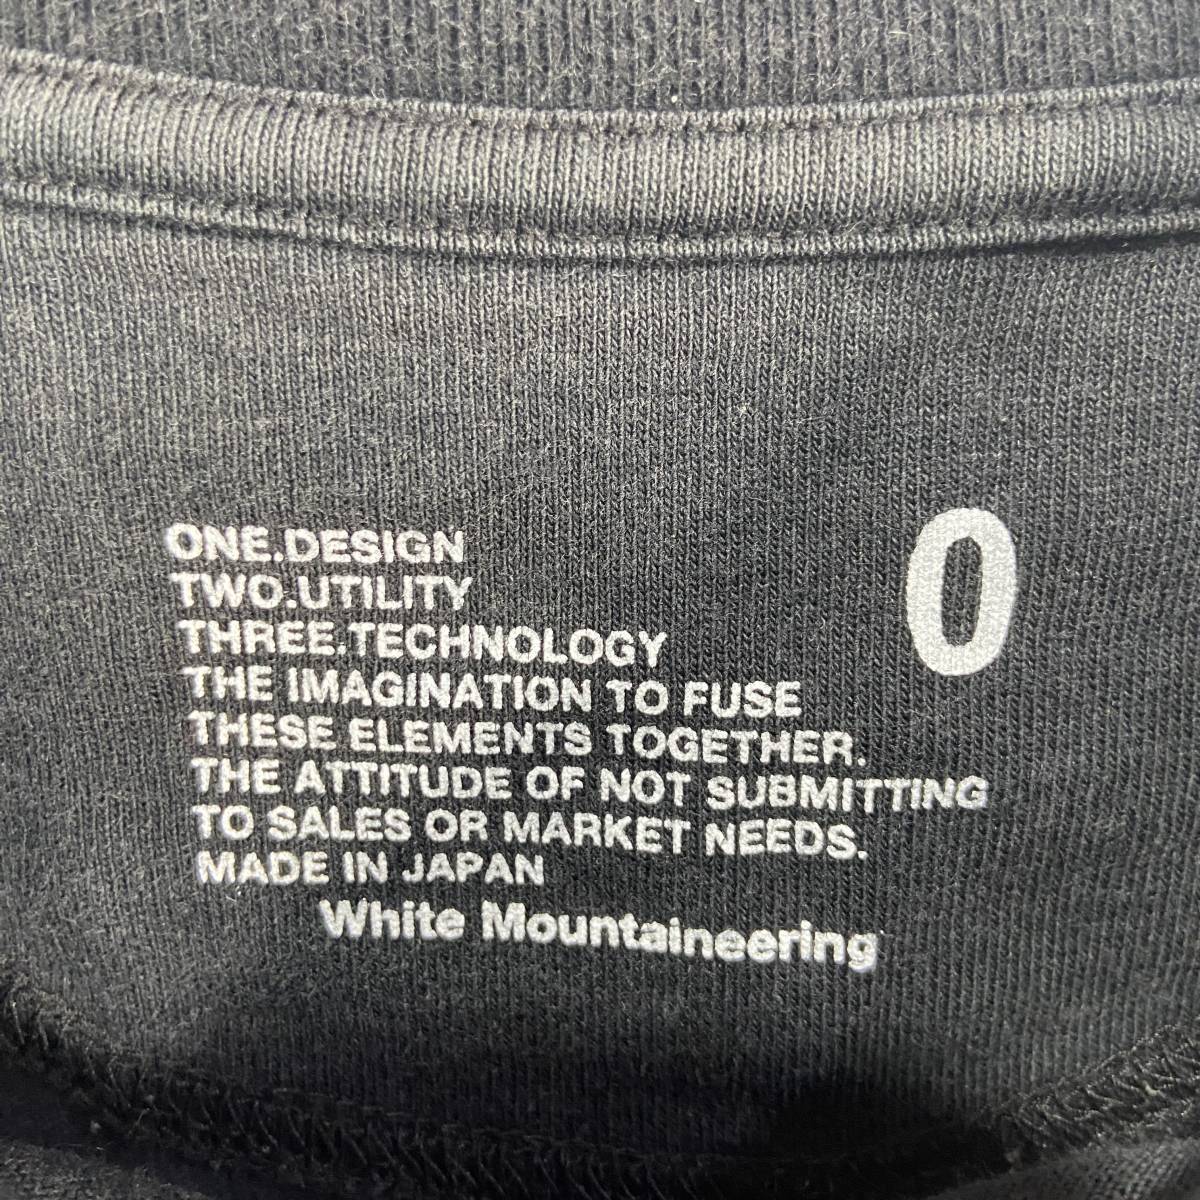 ONE.DESIGN
TWO.UTILITY
THREE.TECHNOLOGY
THE IMAGINATION TO FUSE
THESE ELEMENTS TOGETHER.
THE ATTITUDE OF NOT SUBMITTING
TO SALES OR MARKET NEEDS.
MADE IN JAPAN
White Mountaineering
0